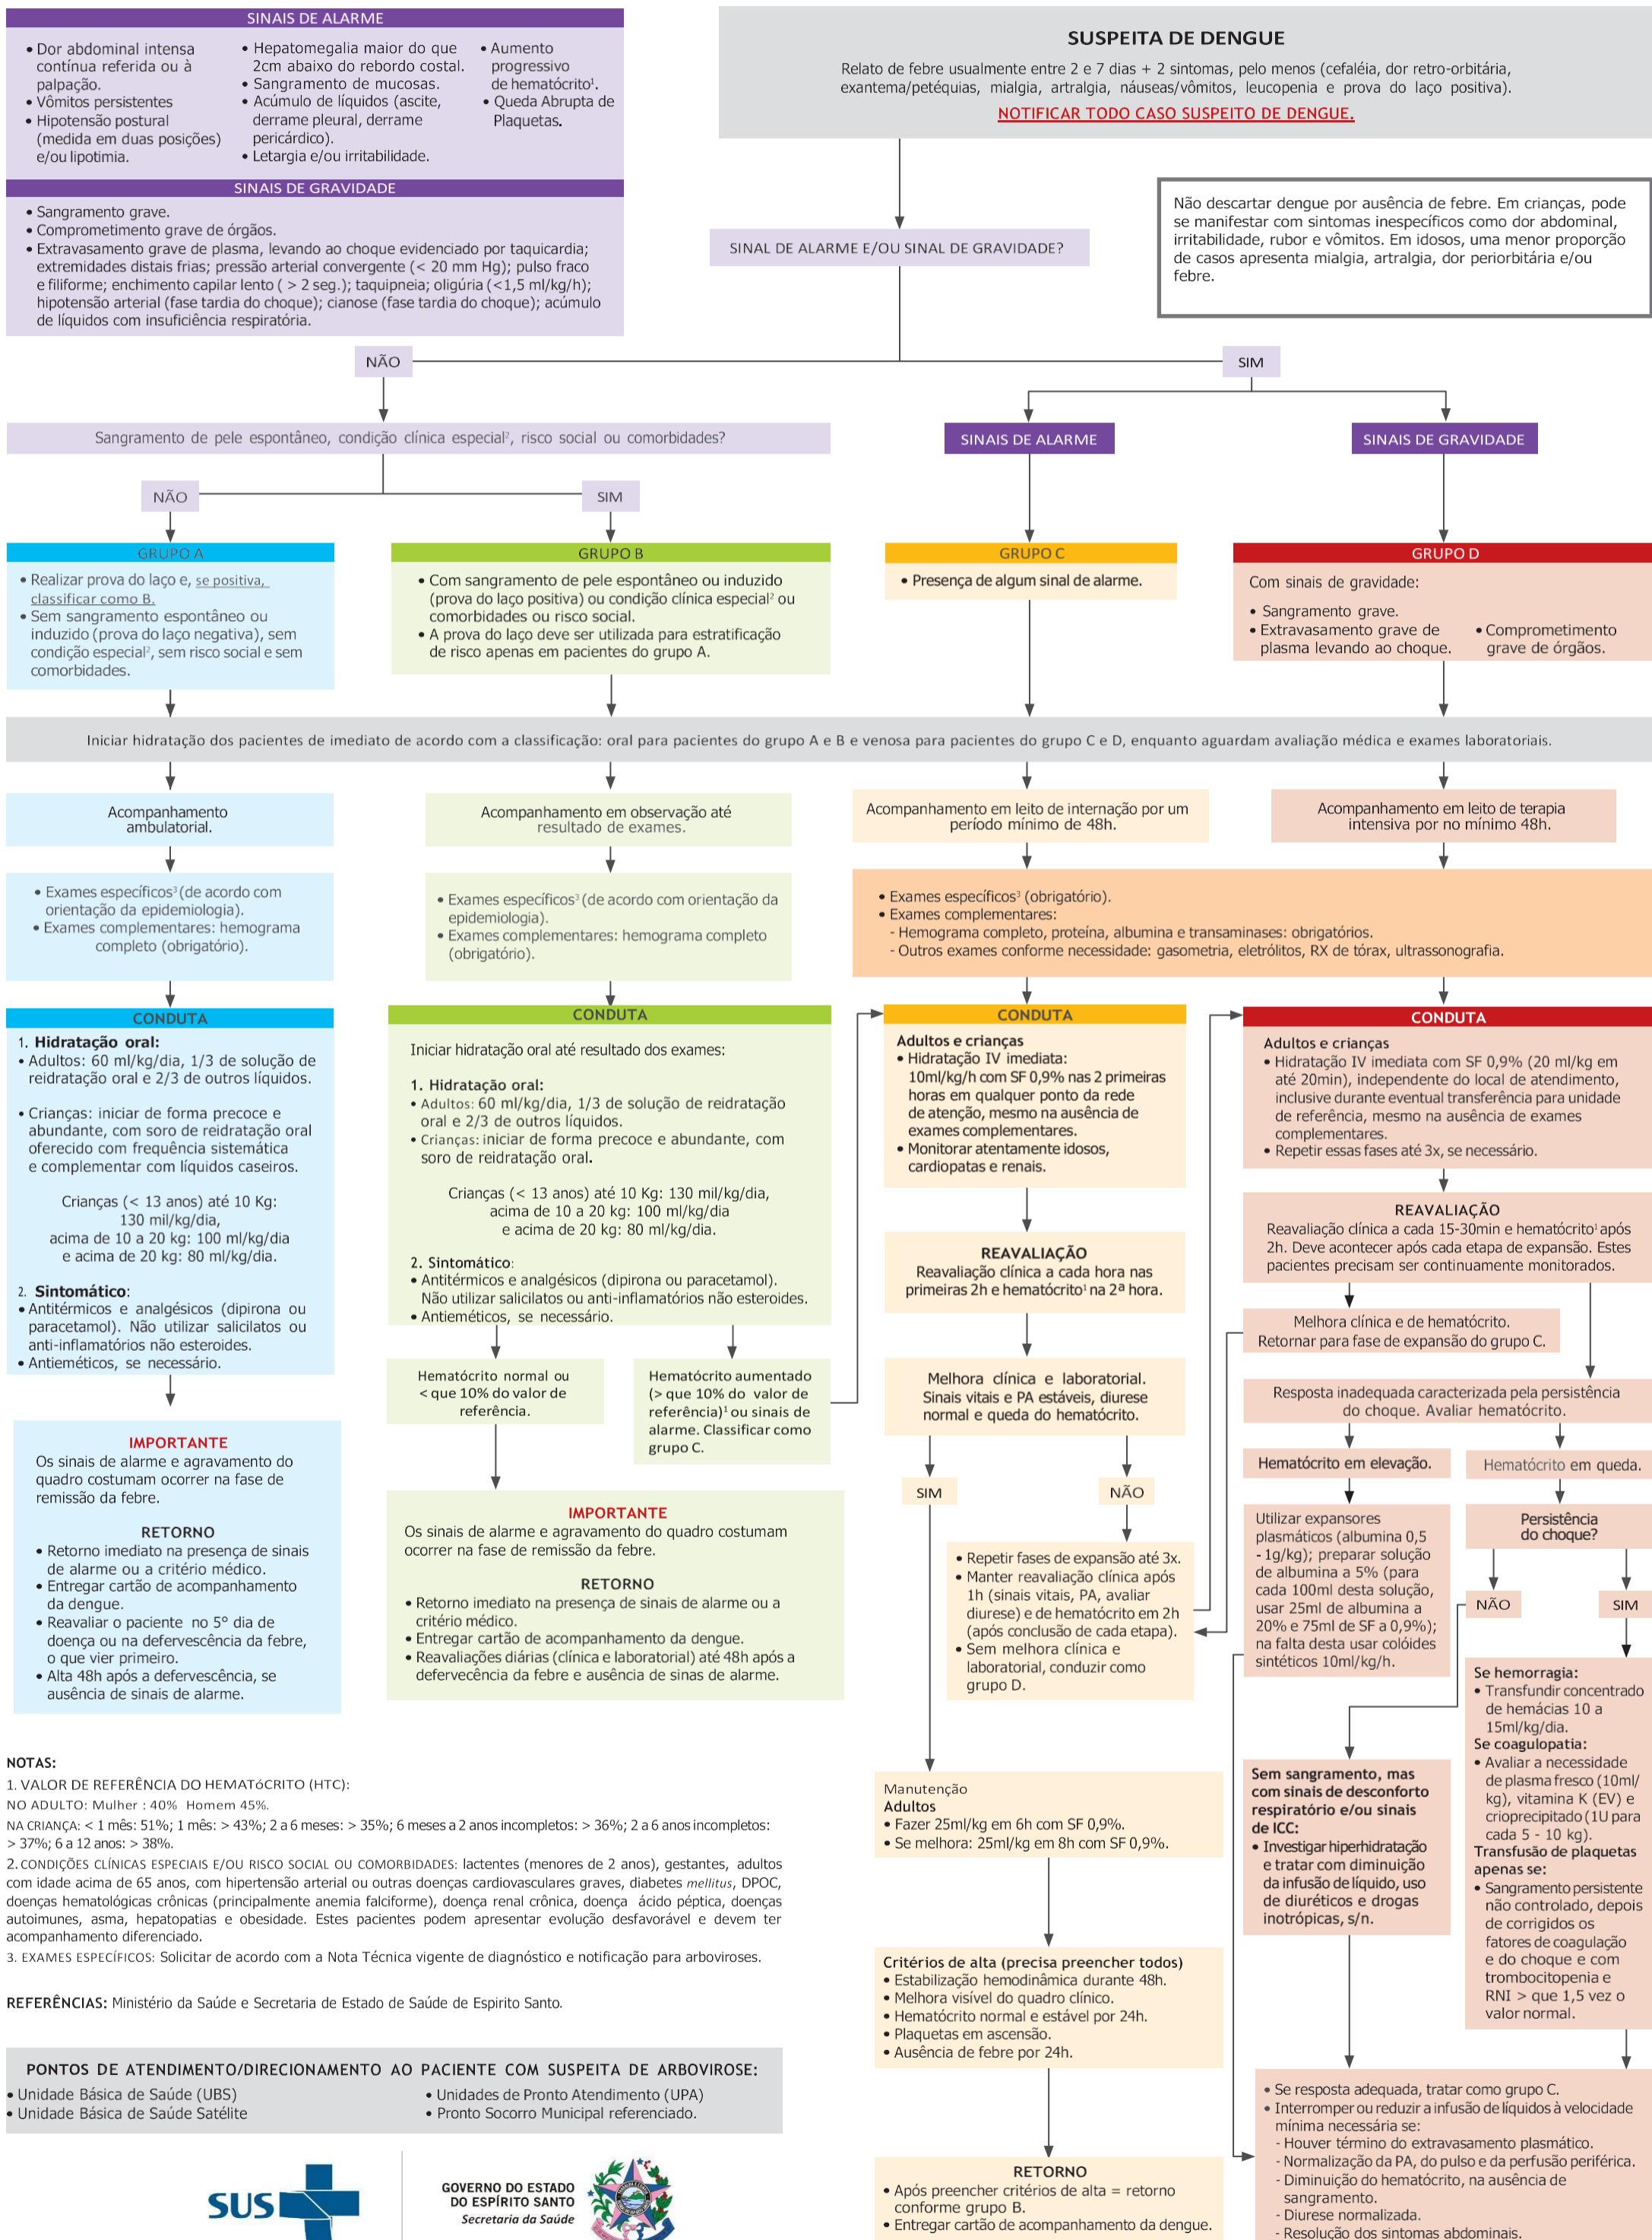 SINAIS DE ALARME
• Dor abdominal intensa
contínua referida ou à
palpação.
• Vômitos persistentes
• Hipotensão postural
(medida em duas posições)
e/ou lipotimia.
• Hepatomegalia maior do que
2cm abaixo do rebordo costal.
• Sangramento de mucosas.
• Acúmulo de líquidos (ascite,
derrame pleural, derrame
pericárdico).
• Letargia e/ou irritabilidade.
• Aumento
progressivo
de hematócrito¹.
• Queda Abrupta de
Plaquetas.
SINAIS DE GRAVIDADE
• Sangramento grave.
• Comprometimento grave de órgãos.
• Extravasamento grave de plasma, levando ao choque evidenciado por taquicardia;
extremidades distais frias; pressão arterial convergente (< 20 mm Hg); pulso fraco
e filiforme; enchimento capilar lento ( > 2 seg.); taquipneia; oligúria (<1,5 ml/kg/h);
hipotensão arterial (fase tardia do choque); cianose (fase tardia do choque); acúmulo
de líquidos com insuficiência respiratória.
SUSPEITA DE DENGUE
Relato de febre usualmente entre 2 e 7 dias + 2 sintomas, pelo menos (cefaléia, dor retro-orbitária,
exantema/petéquias, mialgia, artralgia, náuseas/vômitos, leucopenia e prova do laço positiva).
NOTIFICAR TODO CASO SUSPEITO DE DENGUE.
Não descartar dengue por ausência de febre. Em crianças, pode
se manifestar com sintomas inespecíficos como dor abdominal,
irritabilidade, rubor e vômitos. Em idosos, uma menor proporção
de casos apresenta mialgia, artralgia, dor periorbitária e/ou
febre.
SINAL DE ALARME E/OU SINAL DE GRAVIDADE?
NÃO
SIM
Sangramento de pele espontâneo, condição clínica especial², risco social ou comorbidades?
SINAIS DE ALARME
SINAIS DE GRAVIDADE
NÃO
SIM
GRUPO A
• Realizar prova do laço e, se positiva,
classificar como B.
• Sem sangramento espontâneo ou
induzido (prova do laço negativa), sem
condição especial², sem risco social e sem
comorbidades.
GRUPO B
• Com sangramento de pele espontâneo ou induzido
(prova do laço positiva) ou condição clínica especial² ou
comorbidades ou risco social.
• A prova do laço deve ser utilizada para estratificação
de risco apenas em pacientes do grupo A.
GRUPO C
• Presença de algum sinal de alarme.
GRUPO D
Com sinais de gravidade:
• Sangramento grave.
• Extravasamento grave de
plasma levando ao choque.
• Comprometimento
grave de órgãos.
Iniciar hidratação dos pacientes de imediato de acordo com a classificação: oral para pacientes do grupo A e B e venosa para pacientes do grupo C e D, enquanto aguardam avaliação médica e exames laboratoriais.
Acompanhamento
ambulatorial.
Acompanhamento em observação até
resultado de exames.
Acompanhamento em leito de internação por um
período mínimo de 48h.
Acompanhamento em leito de terapia
intensiva por no mínimo 48h.
• Exames específicos³ (de acordo com
orientação da epidemiologia).
• Exames complementares: hemograma
completo (obrigatório).
• Exames específicos³ (de acordo com orientação da
epidemiologia).
• Exames complementares: hemograma completo
(obrigatório).
• Exames específicos³ (obrigatório).
• Exames complementares:
- Hemograma completo, proteína, albumina e transaminases: obrigatórios.
- Outros exames conforme necessidade: gasometria, eletrólitos, RX de tórax, ultrassonografia.
CONDUTA
1. Hidratação oral:
• Adultos: 60 ml/kg/dia, 1/3 de solução de
reidratação oral e 2/3 de outros líquidos.
• Crianças: iniciar de forma precoce e
abundante, com soro de reidratação oral
oferecido com frequência sistemática
e complementar com líquidos caseiros.
Crianças (< 13 anos) até 10 Kg:
130 mil/kg/dia,
acima de 10 a 20 kg: 100 ml/kg/dia
e acima de 20 kg: 80 ml/kg/dia.
2. Sintomático:
• Antitérmicos e analgésicos (dipirona ou
paracetamol). Não utilizar salicilatos ou
anti-inflamatórios não esteroides.
• Antieméticos, se necessário.
IMPORTANTE
Os sinais de alarme e agravamento do
quadro costumam ocorrer na fase de
remissão da febre.
RETORNO
• Retorno imediato na presença de sinais
de alarme ou a critério médico.
• Entregar cartão de acompanhamento
da dengue.
• Reavaliar o paciente no 5° dia de
doença ou na defervescência da febre,
o que vier primeiro.
• Alta 48h após a defervescência, se
ausência de sinais de alarme.
CONDUTA
Iniciar hidratação oral até resultado dos exames:
1. Hidratação oral:
• Adultos: 60 ml/kg/dia, 1/3 de solução de reidratação
oral e 2/3 de outros líquidos.
• Crianças: iniciar de forma precoce e abundante, com
soro de reidratação oral.
Crianças (< 13 anos) até 10 Kg: 130 mil/kg/dia,
acima de 10 a 20 kg: 100 ml/kg/dia
e acima de 20 kg: 80 ml/kg/dia.
2. Sintomático:
• Antitérmicos e analgésicos (dipirona ou paracetamol).
Não utilizar salicilatos ou anti-inflamatórios não esteroides.
• Antieméticos, se necessário.
Hematócrito normal ou
< que 10% do valor de
referência.
Hematócrito aumentado
(> que 10% do valor de
referência)¹ ou sinais de
alarme. Classificar como
grupo C.
IMPORTANTE
Os sinais de alarme e agravamento do quadro costumam
ocorrer na fase de remissão da febre.
RETORNO
• Retorno imediato na presença de sinais de alarme ou a
critério médico.
• Entregar cartão de acompanhamento da dengue.
• Reavaliações diárias (clínica e laboratorial) até 48h após a
defervecência da febre e ausência de sinas de alarme.
CONDUTA
Adultos e crianças
• Hidratação IV imediata:
10ml/kg/h com SF 0,9% nas 2 primeiras
horas em qualquer ponto da rede
de atenção, mesmo na ausência de
exames complementares.
• Monitorar atentamente idosos,
cardiopatas e renais.
REAVALIAÇÃO
Reavaliação clínica a cada hora nas
primeiras 2h e hematócrito¹ na 2ª hora.
Melhora clínica e laboratorial.
Sinais vitais e PA estáveis, diurese
normal e queda do hematócrito.
SIM
NÃO
• Repetir fases de expansão até 3x.
• Manter reavaliação clínica após
1h (sinais vitais, PA, avaliar
diurese) e de hematócrito em 2h
(após conclusão de cada etapa).
• Sem melhora clínica e
laboratorial, conduzir como
grupo D.
Manutenção
Adultos
• Fazer 25ml/kg em 6h com SF 0,9%.
• Se melhora: 25ml/kg em 8h com SF 0,9%.
Critérios de alta (precisa preencher todos)
• Estabilização hemodinâmica durante 48h.
• Melhora visível do quadro clínico.
• Hematócrito normal e estável por 24h.
• Plaquetas em ascensão.
• Ausência de febre por 24h.
RETORNO
• Após preencher critérios de alta = retorno
conforme grupo B.
• Entregar cartão de acompanhamento da dengue.
CONDUTA
Adultos e crianças
• Hidratação IV imediata com SF 0,9% (20 ml/kg em
até 20min), independente do local de atendimento,
inclusive durante eventual transferência para unidade
de referência, mesmo na ausência de exames
complementares.
• Repetir essas fases até 3x, se necessário.
REAVALIAÇÃO
Reavaliação clínica a cada 15-30min e hematócrito¹ após
2h. Deve acontecer após cada etapa de expansão. Estes
pacientes precisam ser continuamente monitorados.
Melhora clínica e de hematócrito.
Retornar para fase de expansão do grupo C.
Resposta inadequada caracterizada pela persistência
do choque. Avaliar hematócrito.
Hematócrito em elevação.
Hematócrito em queda.
Utilizar expansores
plasmáticos (albumina 0,5
- 1g/kg); preparar solução
de albumina a 5% (para
cada 100ml desta solução,
usar 25ml de albumina a
20% e 75ml de SF a 0,9%);
na falta desta usar colóides
sintéticos 10ml/kg/h.
Persistência
do choque?
NÃO
SIM
Sem sangramento, mas
com sinais de desconforto
respiratório e/ou sinais
de ICC:
• Investigar hiperhidratação
e tratar com diminuição
da infusão de líquido, uso
de diuréticos e drogas
inotrópicas, s/n.
Se hemorragia:
• Transfundir concentrado
de hemácias 10 a
15ml/kg/dia.
Se coagulopatia:
• Avaliar a necessidade
de plasma fresco (10ml/
kg), vitamina K (EV) e
crioprecipitado (1U para
cada 5 - 10 kg).
Transfusão de plaquetas
apenas se:
• Sangramento persistente
não controlado, depois
de corrigidos os
fatores de coagulação
e do choque e com
trombocitopenia e
RNI > que 1,5 vez o
valor normal.
• Se resposta adequada, tratar como grupo C.
• Interromper ou reduzir a infusão de líquidos à velocidade
mínima necessária se:
- Houver término do extravasamento plasmático.
- Normalização da PA, do pulso e da perfusão periférica.
- Diminuição do hematócrito, na ausência de
sangramento.
- Diurese normalizada.
- Resolução dos sintomas abdominais.
NOTAS:
1. VALOR DE REFERÊNCIA DO HEMATóCRITO (HTC):
NO ADULTO: Mulher : 40% Homem 45%.
NA CRIANÇA: < 1 mês: 51%; 1 mês: > 43%; 2 a 6 meses: > 35%; 6 meses a 2 anos incompletos: > 36%; 2 a 6 anos incompletos:
> 37%; 6 a 12 anos: > 38%.
2. CONDIÇÕES CLÍNICAS ESPECIAIS E/OU RISCO SOCIAL OU COMORBIDADES: lactentes (menores de 2 anos), gestantes, adultos
com idade acima de 65 anos, com hipertensão arterial ou outras doenças cardiovasculares graves, diabetes mellitus, DPOC,
doenças hematológicas crônicas (principalmente anemia falciforme), doença renal crônica, doença ácido péptica, doenças
autoimunes, asma, hepatopatias e obesidade. Estes pacientes podem apresentar evolução desfavorável e devem ter
acompanhamento diferenciado.
3. EXAMES ESPECÍFICOS: Solicitar de acordo com a Nota Técnica vigente de diagnóstico e notificação para arboviroses.
REFERÊNCIAS: Ministério da Saúde e Secretaria de Estado de Saúde de Espirito Santo.
PONTOS DE ATENDIMENTO/DIRECIONAMENTO AO PACIENTE COM SUSPEITA DE ARBOVIROSE:
• Unidade Básica de Saúde (UBS)
• Unidade Básica de Saúde Satélite
• Unidades de Pronto Atendimento (UPA)
• Pronto Socorro Municipal referenciado.
SUS
GOVERNO DO ESTADO
DO ESPÍRITO SANTO
Secretaria da Saúde